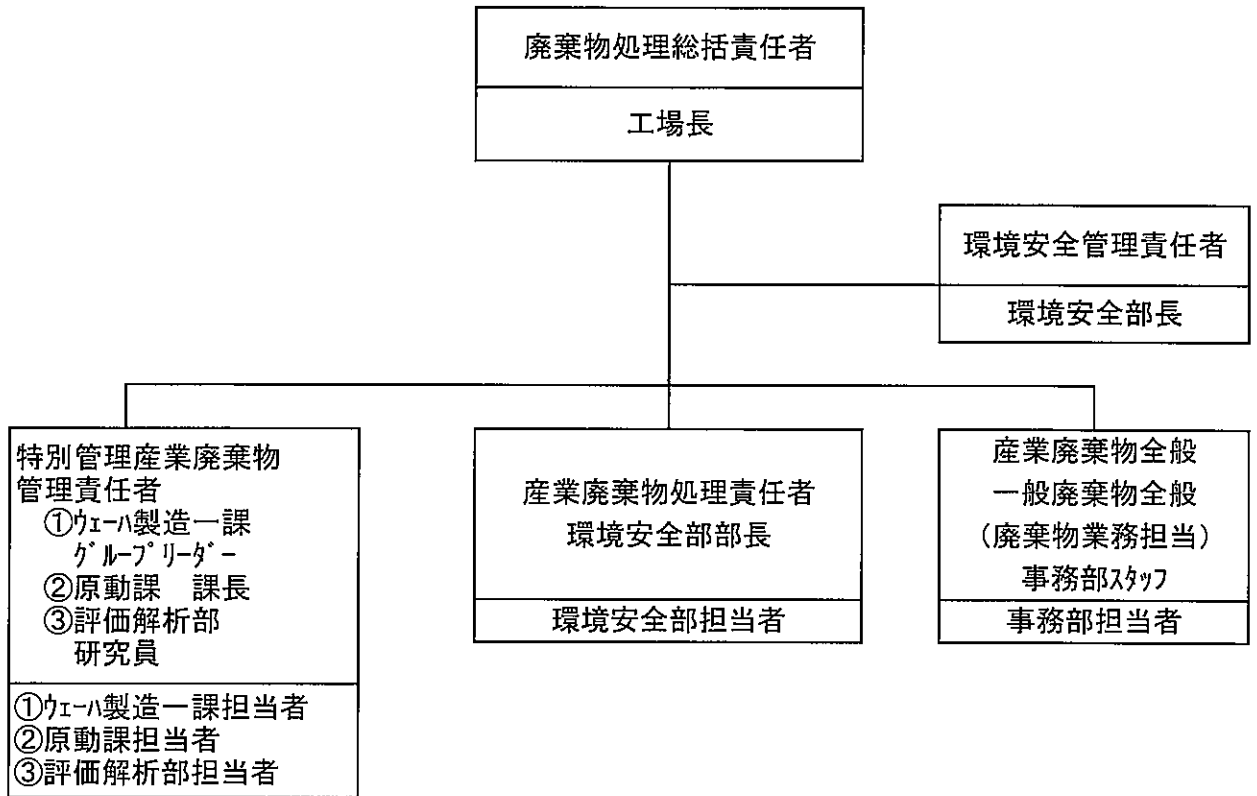 廃棄物処理総括責任者
工場長
環境安全管理責任者
環境安全部長
特別管理産業廃棄物
管理責任者
①ｳｪｰﾊ製造一課
ｸﾞﾙｰﾌﾟﾘｰﾀﾞｰ
②原動課　課長
③評価解析部
研究員
①ｳｪｰﾊ製造一課担当者
②原動課担当者
③評価解析部担当者
産業廃棄物処理責任者
環境安全部部長
環境安全部担当者
産業廃棄物全般
一般廃棄物全般
(廃棄物業務担当)
事務部ｽﾀｯﾌ
事務部担当者